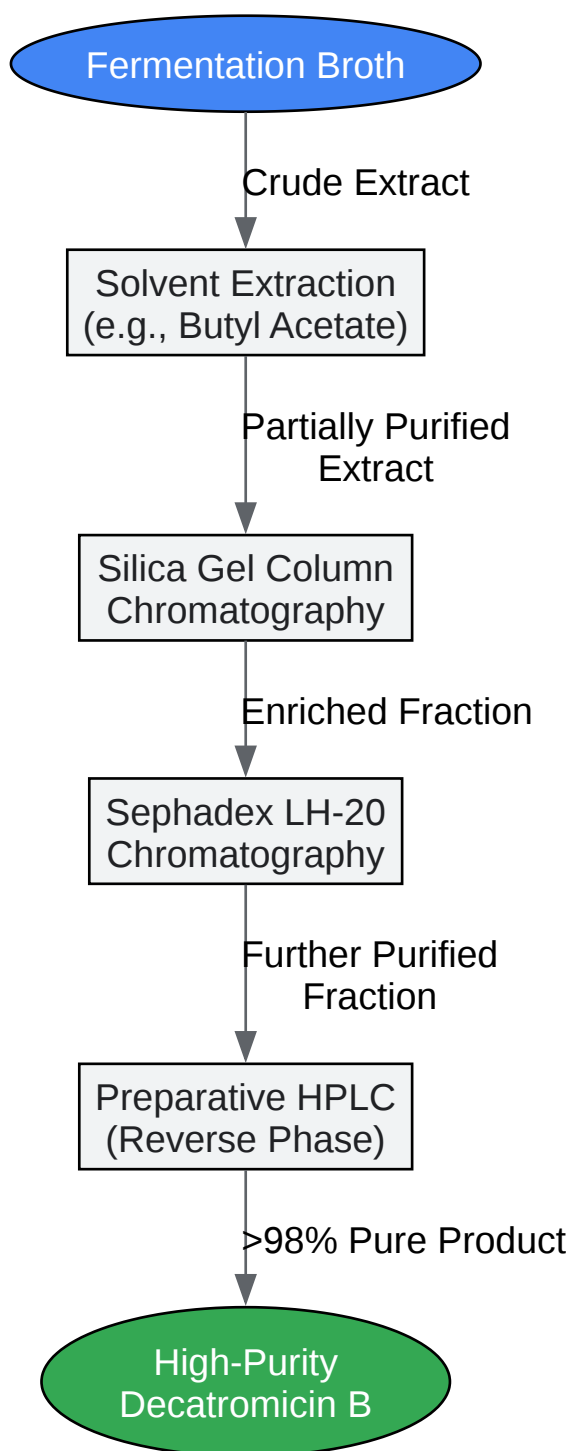 Fermentation Broth
Crude Extract
Solvent Extraction
(e.g., Butyl Acetate)
Partially Purified
Extract
Silica Gel Column
Chromatography
Enriched Fraction
Sephadex LH-20
Chromatography
Further Purified
Fraction
Preparative HPLC
(Reverse Phase)
>98% Pure Product
High-Purity
Decatromicin B